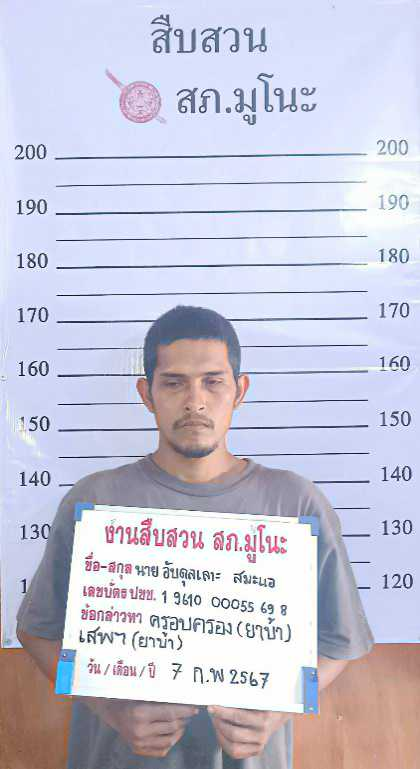 สืบสวน
สภ.มูโนะ
200 200
190 190
180 180
170 170
160 160
150 150
140 140
130 130
120
งานสืบสวน สภ.มูโนะ
ชื่อ-สกุล นาย อับดุลเลาะ สมะแอ
เลขบัตรปชช. 1 9610 00055 69 8
ข้อกล่าวหา ครอบครอง (ยาบ้า)
เสพฯ (ยาบ้า)
วัน / เดือน / ปี 7 ก.พ 2567